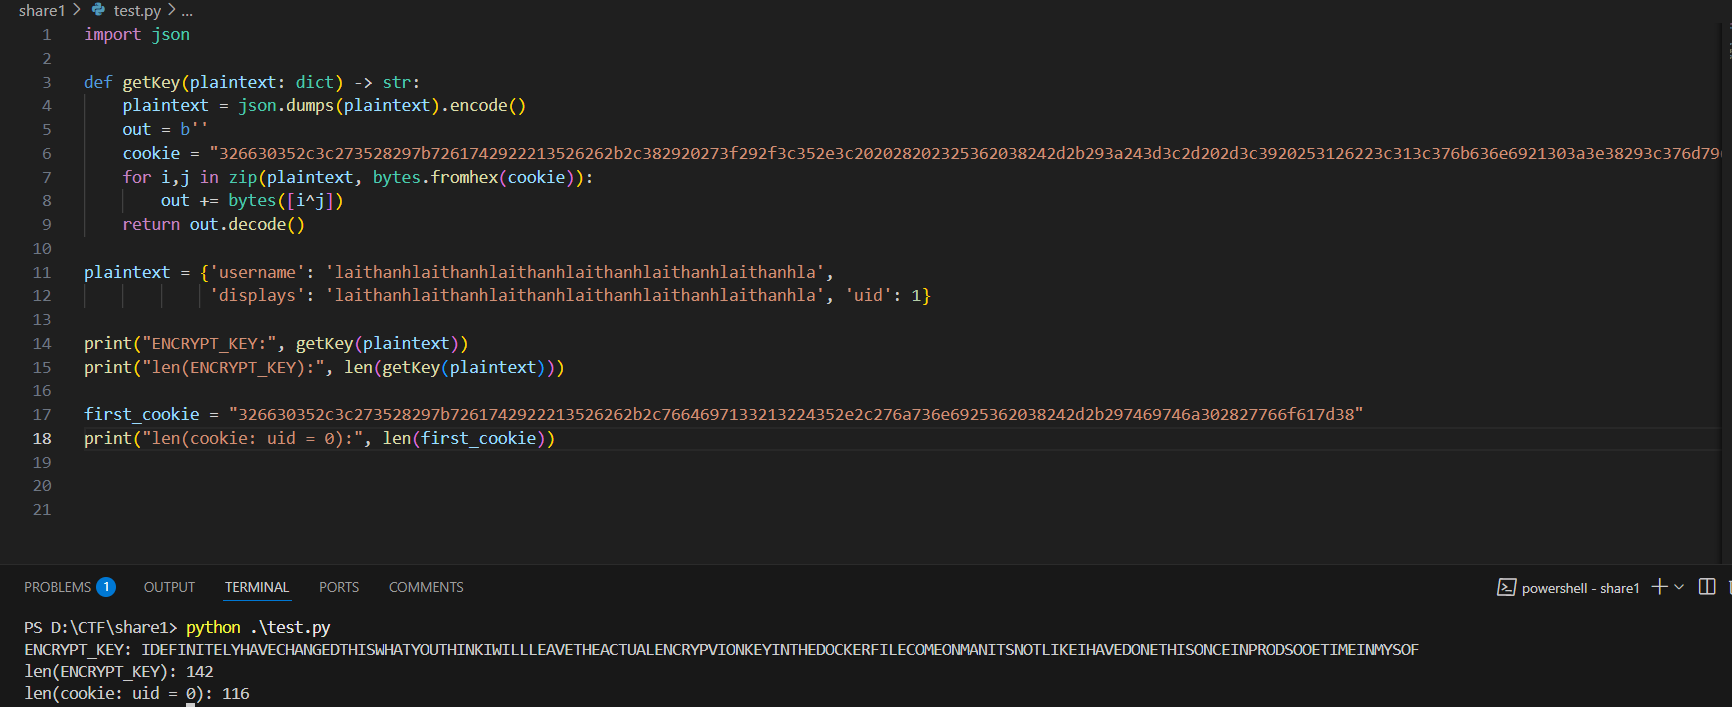 share1 > test.py > ...
1 import json
2
3 def getKey(plaintext: dict) -> str:
4 plaintext = json.dumps(plaintext).encode()
5 out = b''
6 cookie = "326630352c3c273528297b7261742922213526262b2c382920273f292f3c352e3c202028202325362038242d2b293a243d3c2d202d3c3920253126223c313c376b636e6921303a3e38293c376d79
7 for i,j in zip(plaintext, bytes.fromhex(cookie)):
8 out += bytes([i^j])
9 return out.decode()
10
11 plaintext = {'username': 'laithanhlaithanhlaithanhlaithanhlaithanhlaithanhla',
12 'displays': 'laithanhlaithanhlaithanhlaithanhlaithanhlaithanhla', 'uid': 1}
13
14 print("ENCRYPT_KEY:", getKey(plaintext))
15 print("len(ENCRYPT_KEY):", len(getKey(plaintext)))
16
17 first_cookie = "326630352c3c273528297b7261742922213526262b2c7664697133213224352e2c276a736e6925362038242d2b297469746a302827766f617d38"
18 print("len(cookie: uid = 0):", len(first_cookie))
19
20
21
PROBLEMS 1 OUTPUT TERMINAL PORTS COMMENTS
powershell - share1
PS D:\CTF\share1> python .\test.py
ENCRYPT_KEY: IDEFINITELYHAVECHANGEDTHISWHATYOUTHINKIWILLLEAVETHEACTUALENCRYPVIONKEYINTHEDOCKERFILECOMEONMANITSNOTLIKEIHAVEDONETHISONCEINPRODSOOETIMEINMYSOF
len(ENCRYPT_KEY): 142
len(cookie: uid = 0): 116